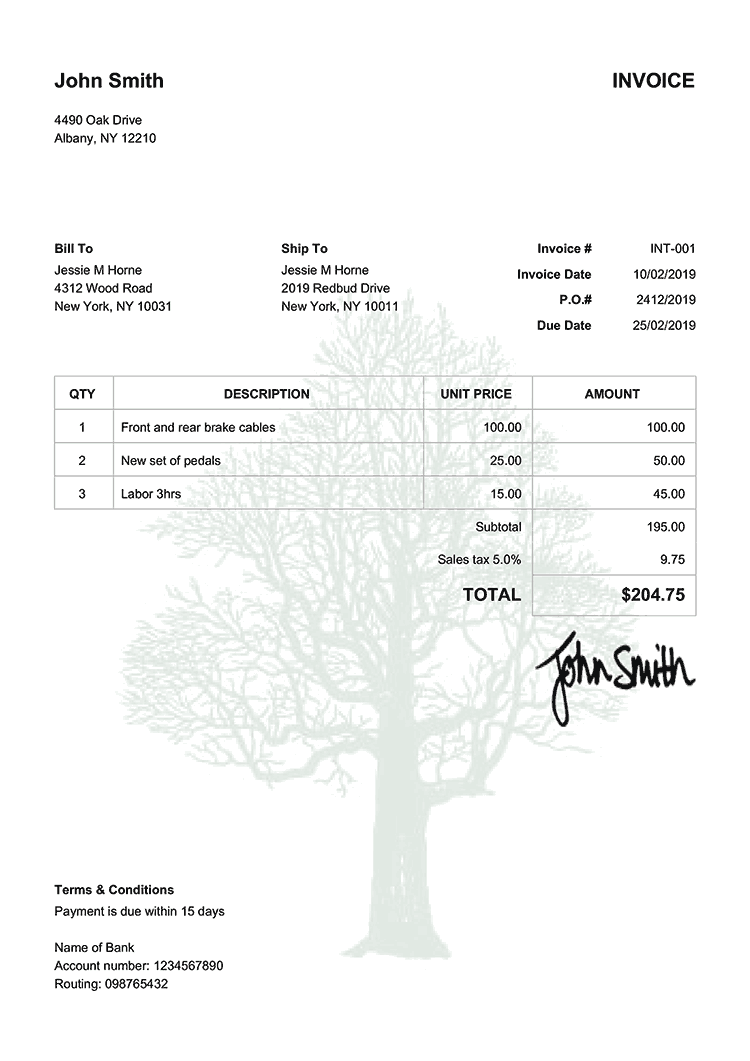 John Smith
INVOICE
4490 Oak Drive
Albany, NY 12210
Bill To
Jessie M Horne
4312 Wood Road
New York, NY 10031
Ship To
Jessie M Horne
2019 Redbud Drive
New York, NY 10011
Invoice # INT-001
Invoice Date 10/02/2019
P.O.# 2412/2019
Due Date 25/02/2019
QTY DESCRIPTION UNIT PRICE AMOUNT
1 Front and rear brake cables 100.00 100.00
2 New set of pedals 25.00 50.00
3 Labor 3hrs 15.00 45.00
Subtotal 195.00
Sales tax 5.0% 9.75
TOTAL $204.75
John Smith
Terms & Conditions
Payment is due within 15 days
Name of Bank
Account number: 1234567890
Routing: 098765432